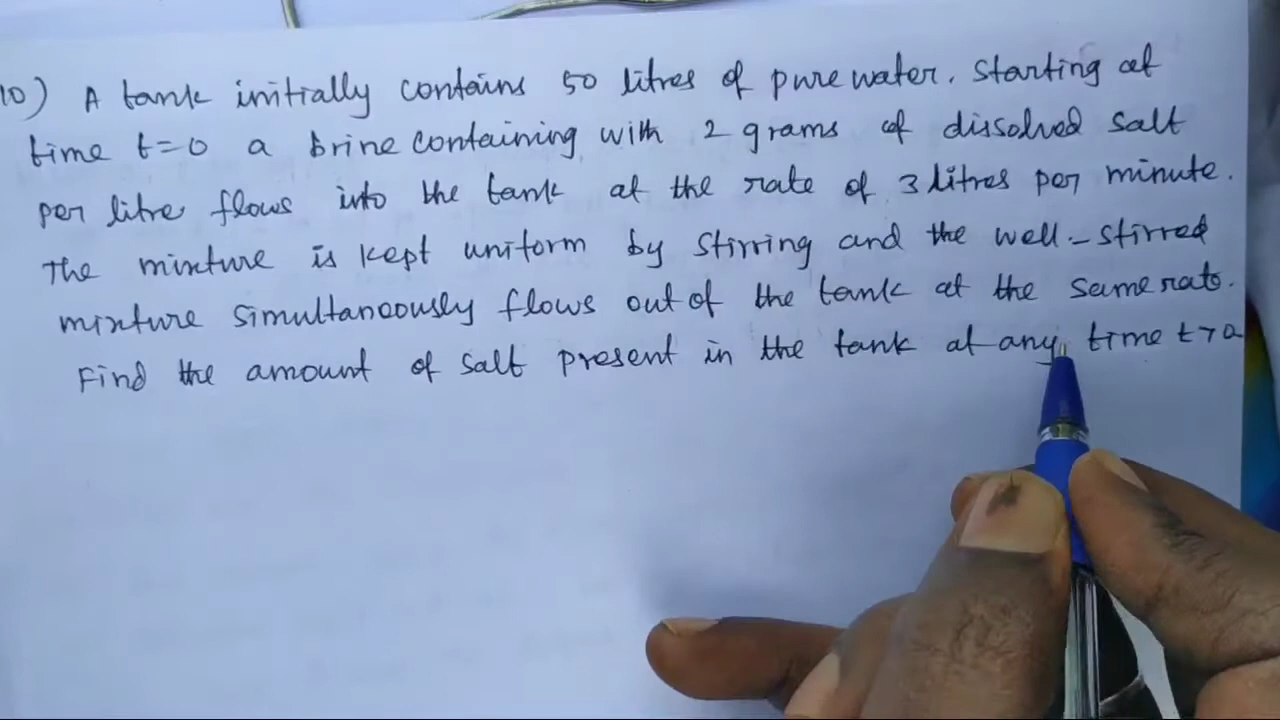 10) A tank initially contains 50 litres of pure water. Starting at
time t=0 a brine containing with 2 grams of dissolved salt
per litre flows into the tank at the rate of 3 litres per minute.
The mixture is kept uniform by stirring and the well-stirred
mixture simultaneously flows out of the tank at the same rate.
Find the amount of salt present in the tank at any time t>0